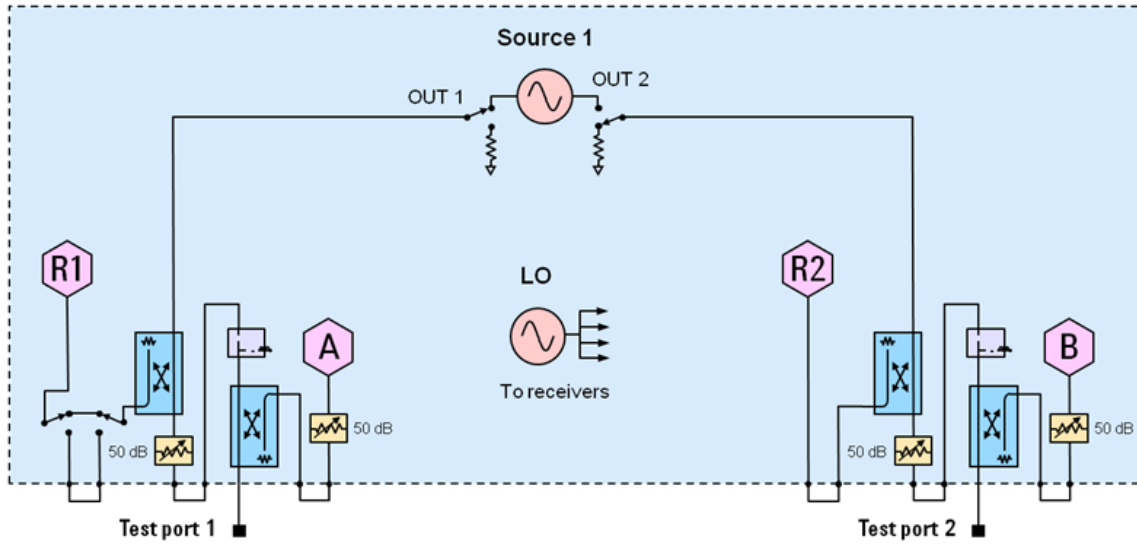 Source 1
OUT 1
OUT 2
R1
LO
R2
A
B
To receivers
50 dB
50 dB
50 dB
50 dB
Test port 1
Test port 2